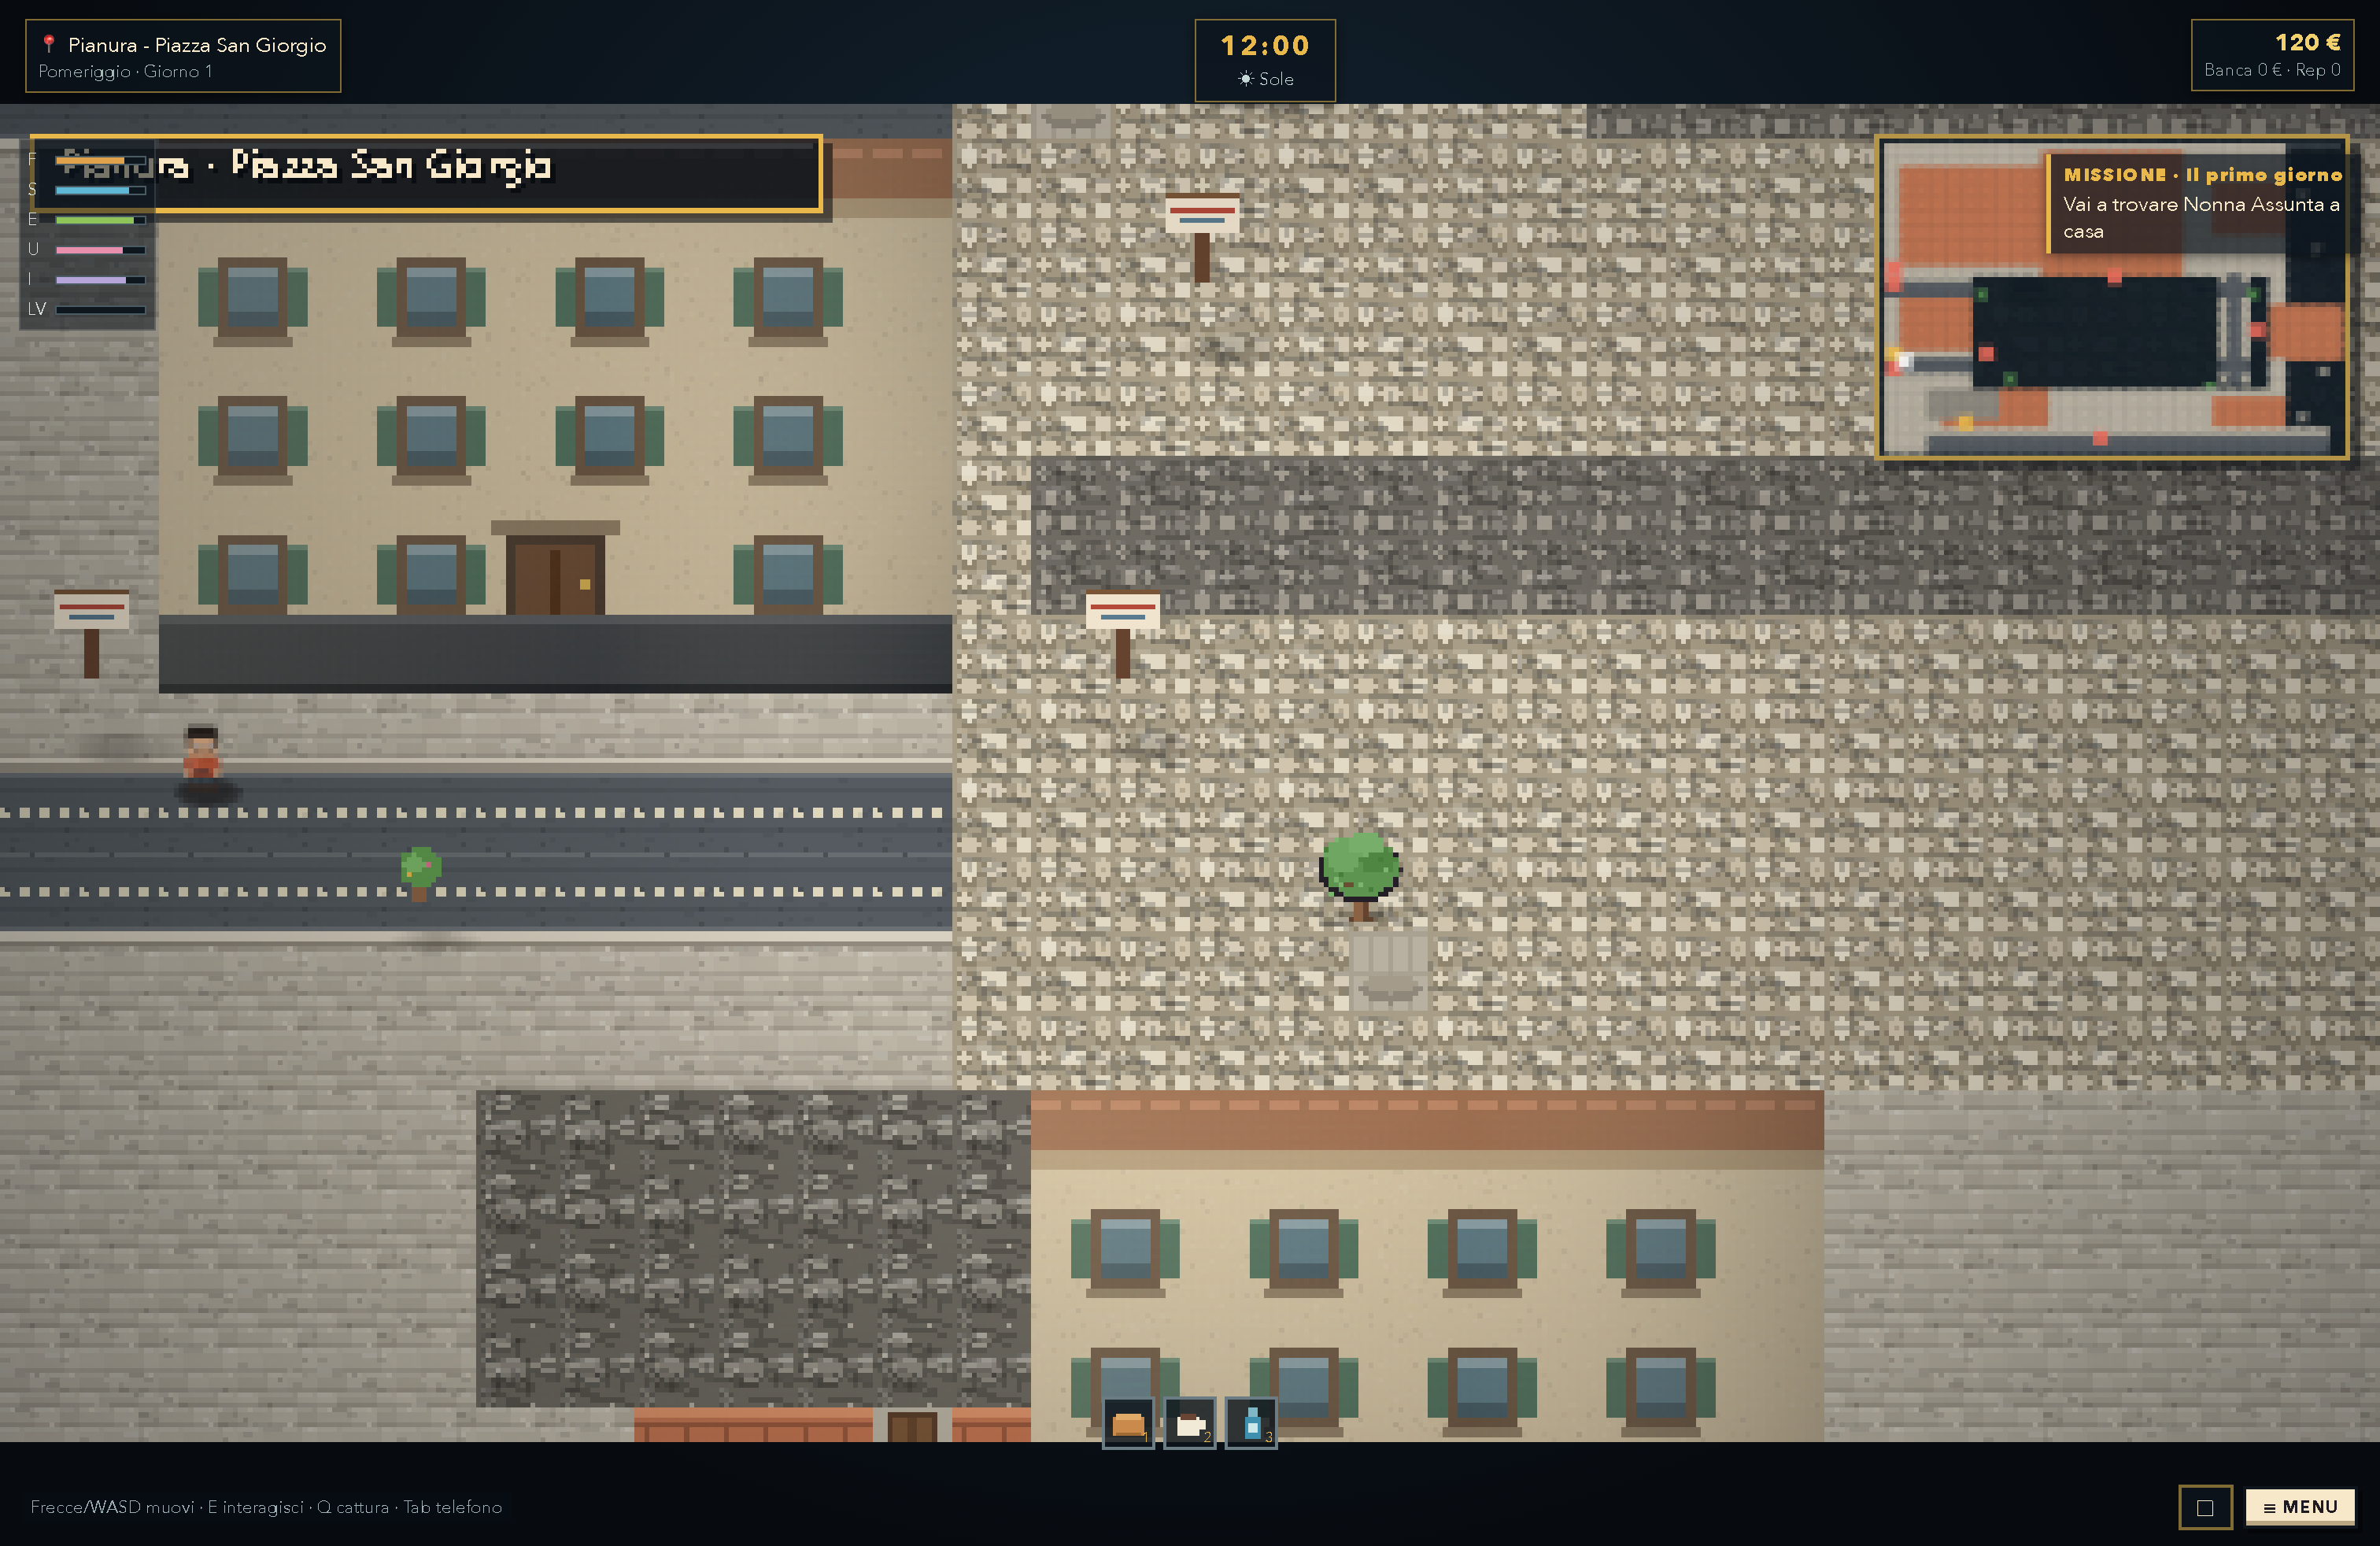 Pianura - Piazza San Giorgio
Pomeriggio · Giorno 1
12:00
Sole
120 €
Banca 0 € · Rep 0
Pianura · Piazza San Giorgio
F
S
E
U
I
LV
MISSIONE · Il primo giorno
Vai a trovare Nonna Assunta a
casa
1
2
3
Frecce/WASD muovi · E interagisci · Q cattura · Tab telefono
≡ MENU